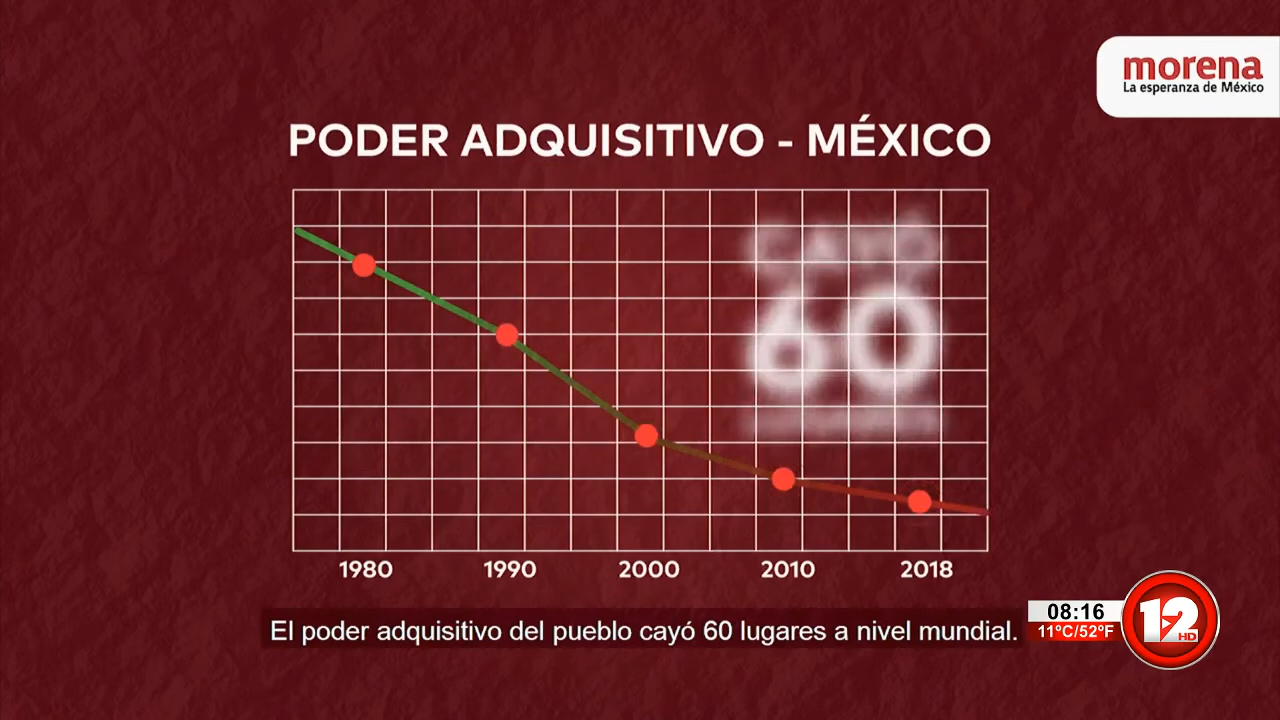 morena
La esperanza de México
PODER ADQUISITIVO - MÉXICO
CAYÓ
60
1980 1990 2000 2010 2018
El poder adquisitivo del pueblo cayó 60 lugares a nivel mundial.
08:16
11°C/52°F
12
HD